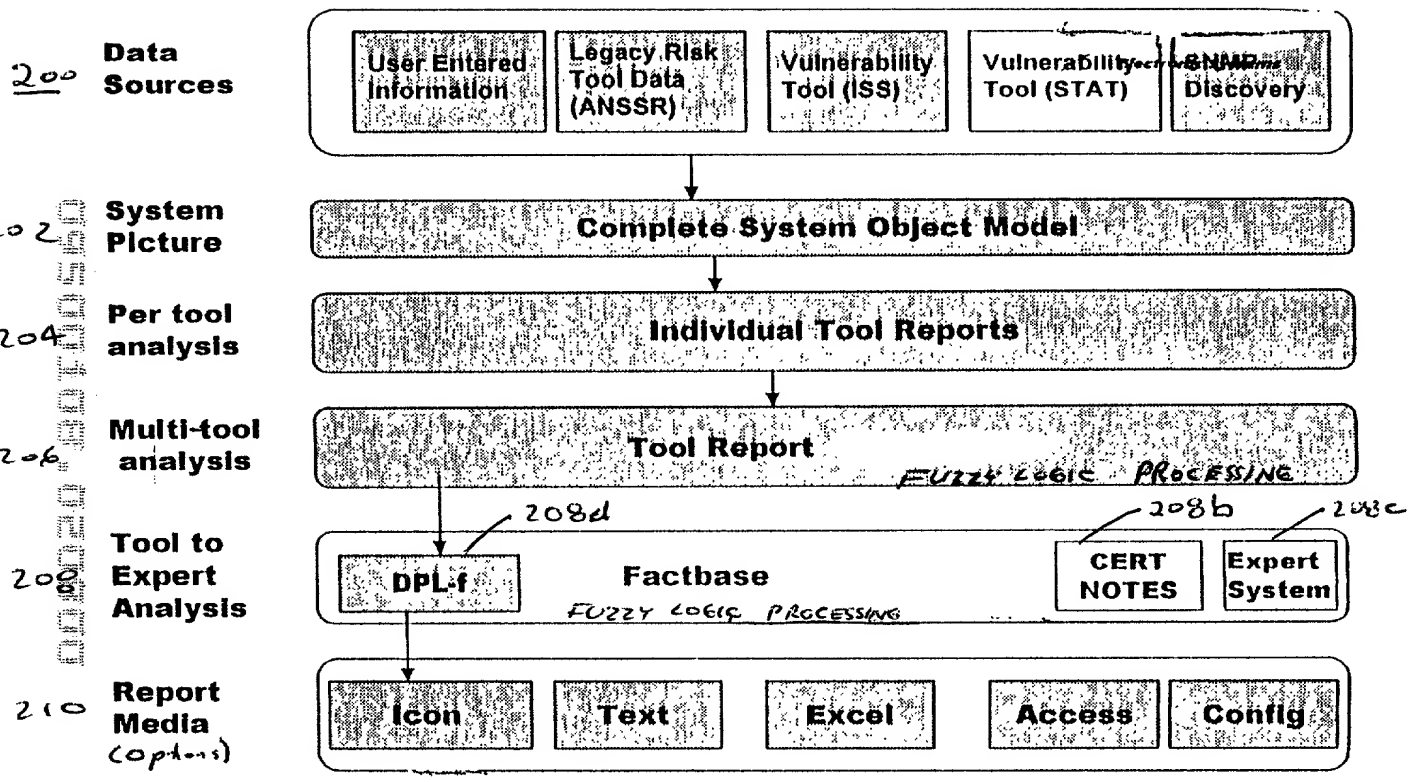 200
Data
Sources
User Entered
Information
Legacy Risk
Tool Data
(ANSSR)
Vulnerability
Tool (ISS)
Vulnerability
Tool (STAT)
SNMP
Discovery
System
Picture
Complete System Object Model
204
Per tool
analysis
Individual Tool Reports
206
Multi-tool
analysis
Tool Report
FUZZY LOGIC PROCESSING
208
Tool to
Expert
Analysis
208d
DPL-f
Factbase
FUZZY LOGIC PROCESSING
208b
CERT
NOTES
Expert
System
210
Report
Media
(options)
Icon
Text
Excel
Access
Config